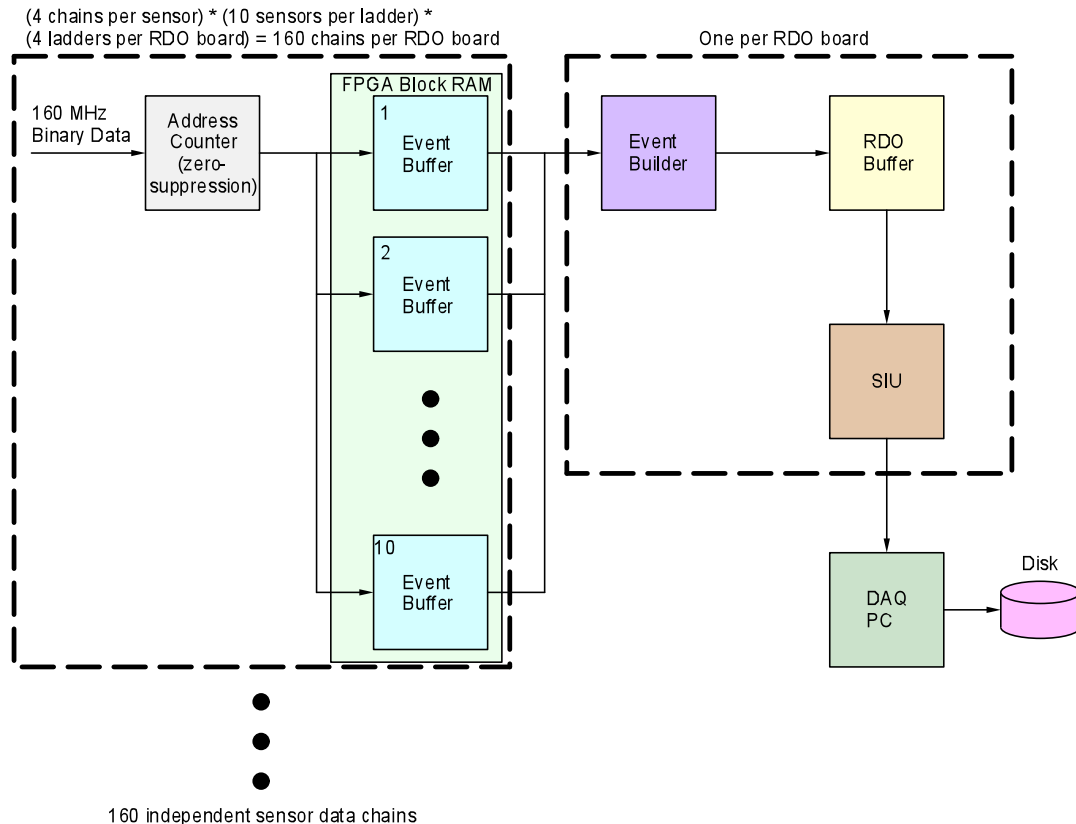 (4 chains per sensor) * (10 sensors per ladder) *
(4 ladders per RDO board) = 160 chains per RDO board
One per RDO board
FPGA Block RAM
160 MHz
Binary Data
Address
Counter
(zero-
suppression)
1
Event
Buffer
Event
Builder
RDO
Buffer
2
Event
Buffer
SIU
10
Event
Buffer
DAQ
PC
Disk
160 independent sensor data chains